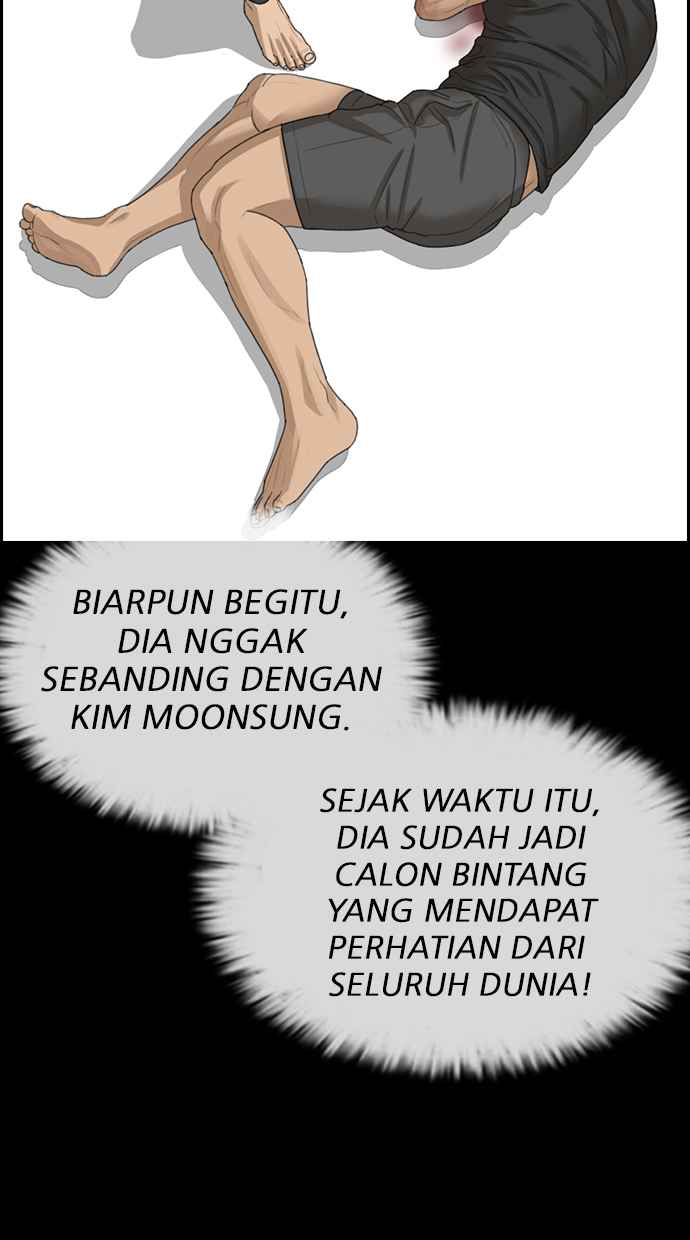 BIARPUN BEGITU,
DIA NGGAK
SEBANDING DENGAN
KIM MOONSUNG.
SEJAK WAKTU ITU,
DIA SUDAH JADI
CALON BINTANG
YANG MENDAPAT
PERHATIAN DARI
SELURUH DUNIA!